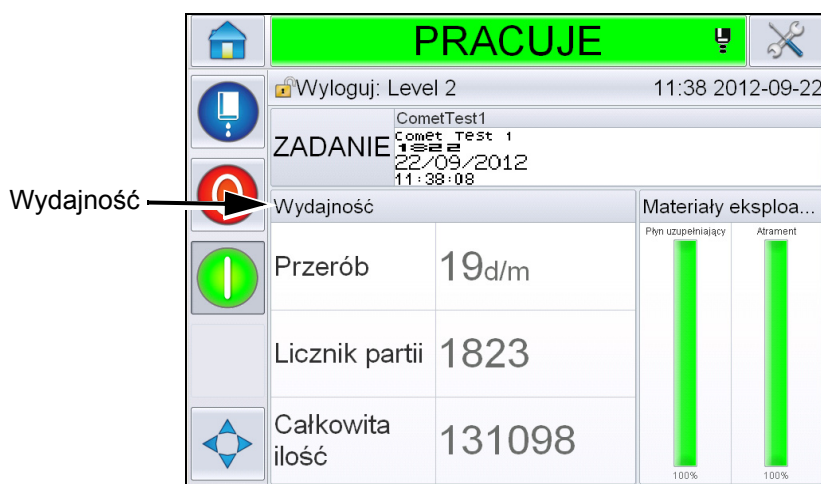 PRACUJE
Wyloguj: Level 2
11:38 2012-09-22
CometTest1
ZADANIE
Comet Test 1
1822
22/09/2012
11:38:08
Wydajność
Wydajność
Materiały eksploa...
Płyn uzupełniający
Atrament
Przerób
19d/m
Licznik partii
1823
Całkowita
ilość
131098
100%
100%